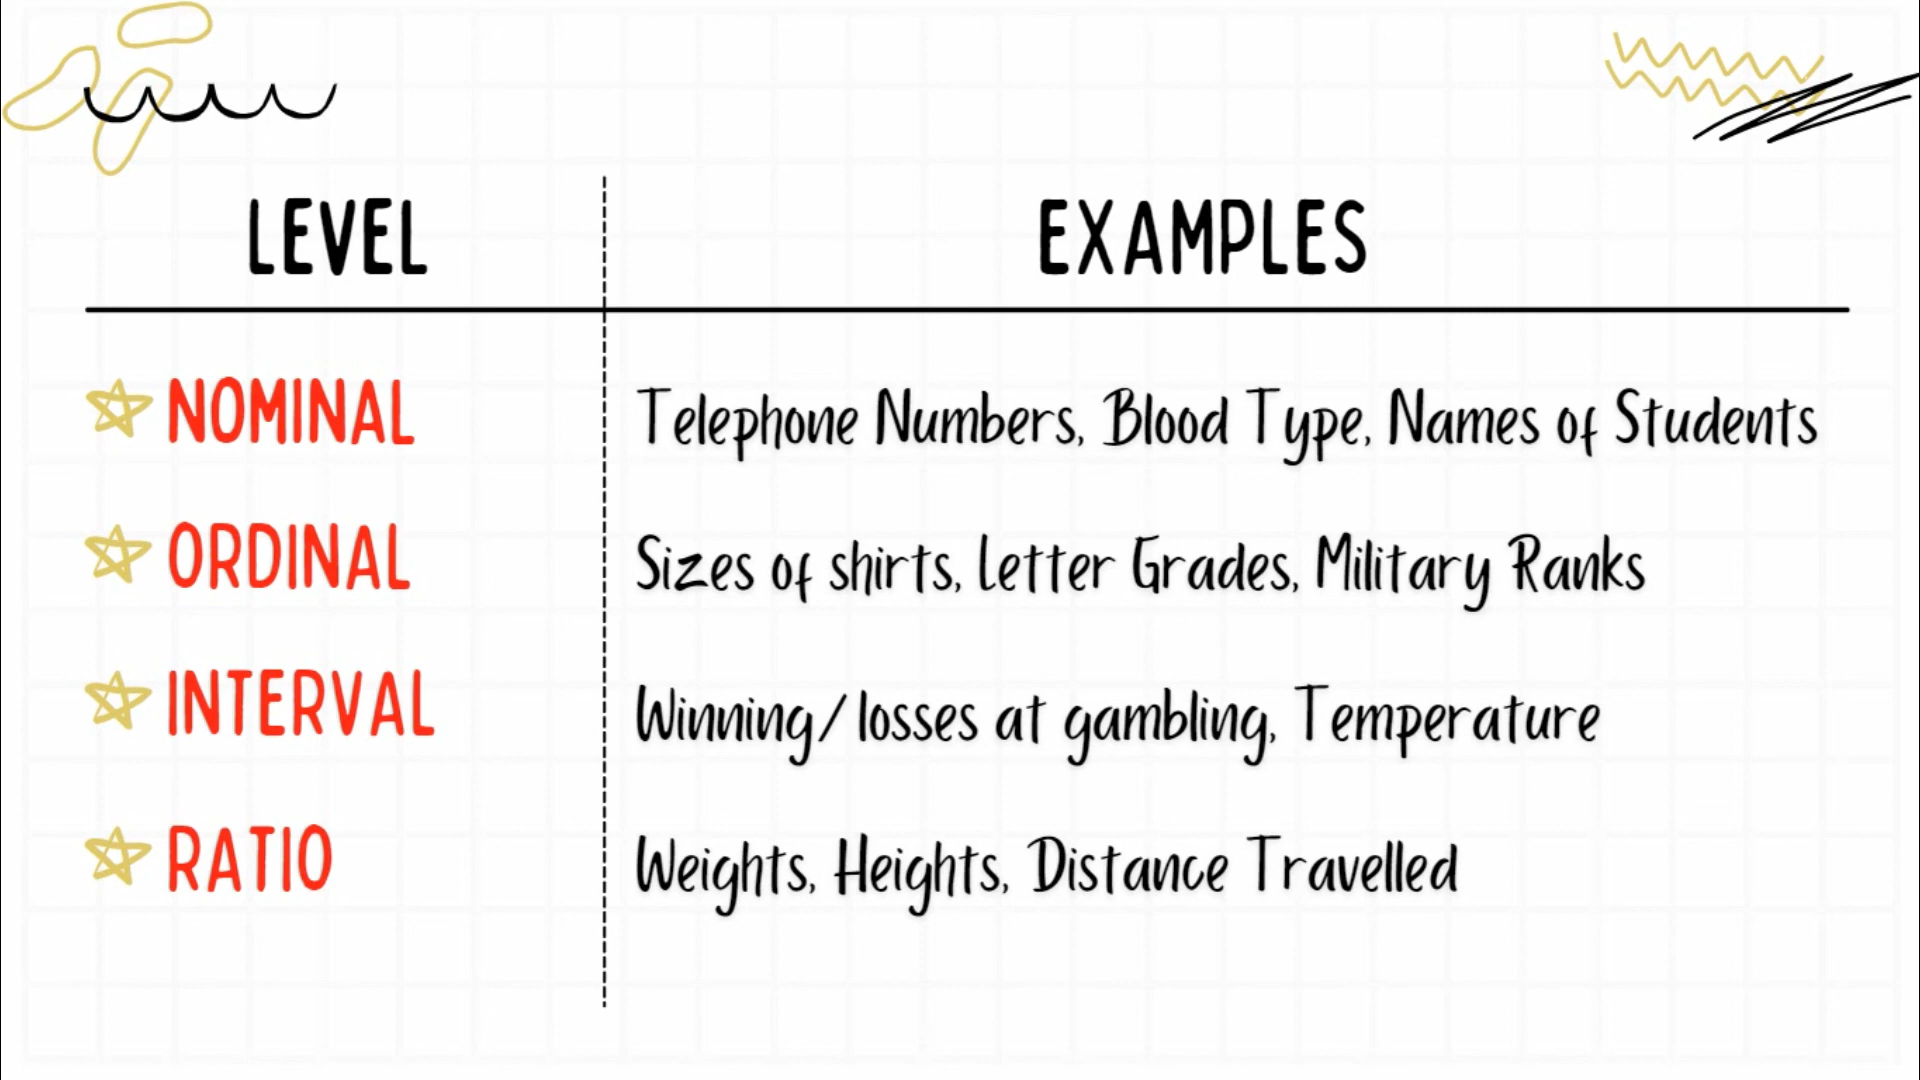 LEVEL
EXAMPLES
NOMINAL
Telephone Numbers, Blood Type, Names of Students
ORDINAL
Sizes of shirts, Letter Grades, Military Ranks
INTERVAL
Winning/losses at gambling, Temperature
RATIO
Weights, Heights, Distance Travelled